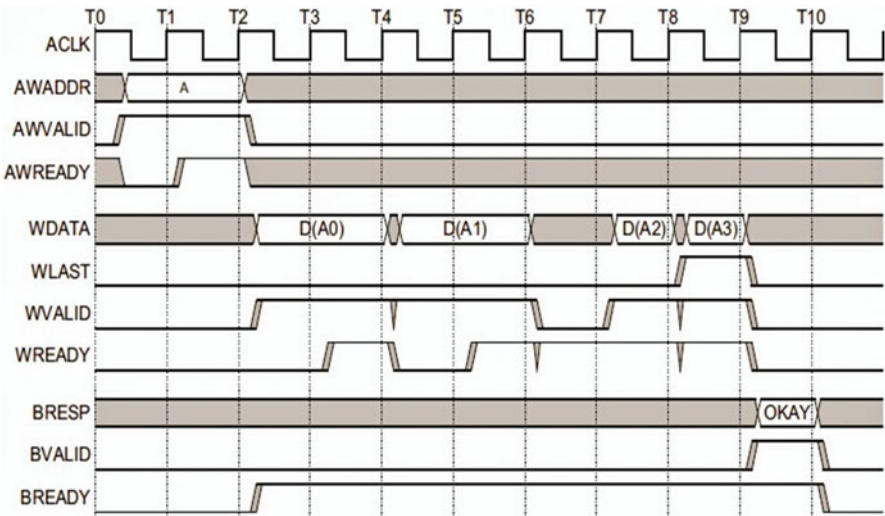 T0 T1 T2 T3 T4 T5 T6 T7 T8 T9 T10
ACLK
AWADDR A
AWVALID
AWREADY
WDATA D(A0) D(A1) D(A2) D(A3)
WLAST
WVALID
WREADY
BRESP OKAY
BVALID
BREADY